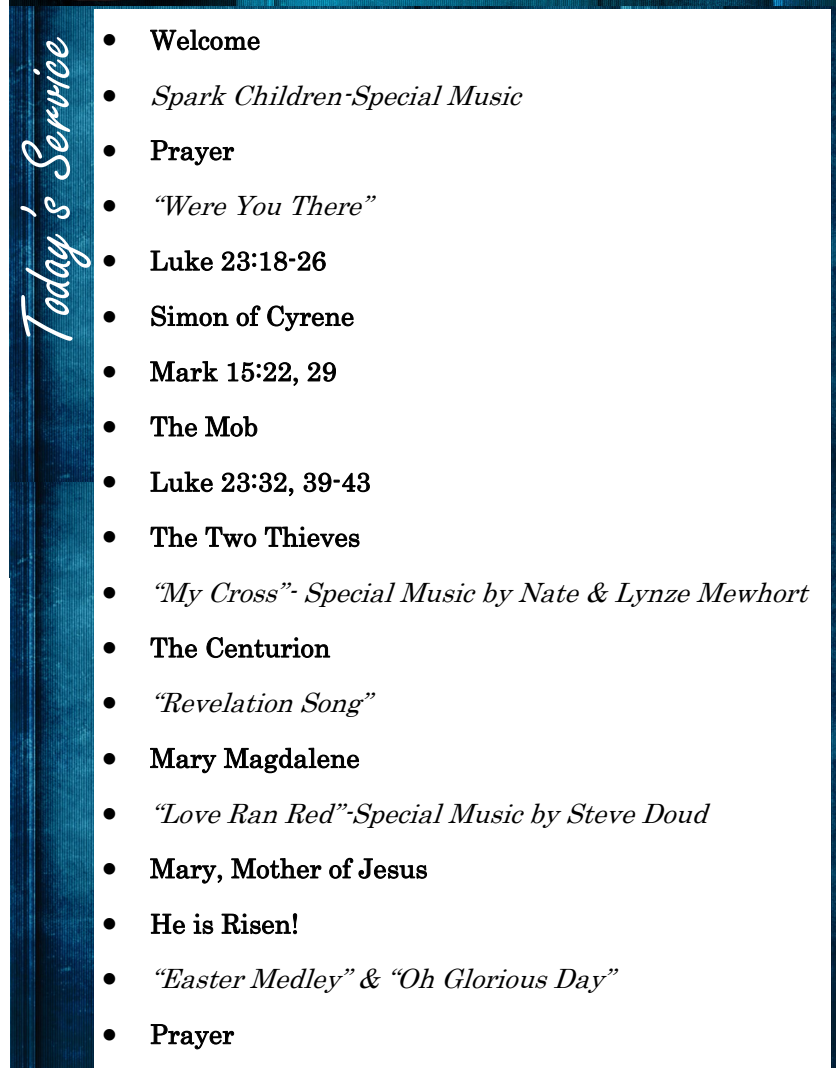 Today's Service
• Welcome
• Spark Children-Special Music
• Prayer
• “Were You There”
• Luke 23:18-26
• Simon of Cyrene
• Mark 15:22, 29
• The Mob
• Luke 23:32, 39-43
• The Two Thieves
• “My Cross”- Special Music by Nate & Lynze Mewhort
• The Centurion
• “Revelation Song”
• Mary Magdalene
• “Love Ran Red”-Special Music by Steve Doud
• Mary, Mother of Jesus
• He is Risen!
• “Easter Medley” & “Oh Glorious Day”
• Prayer